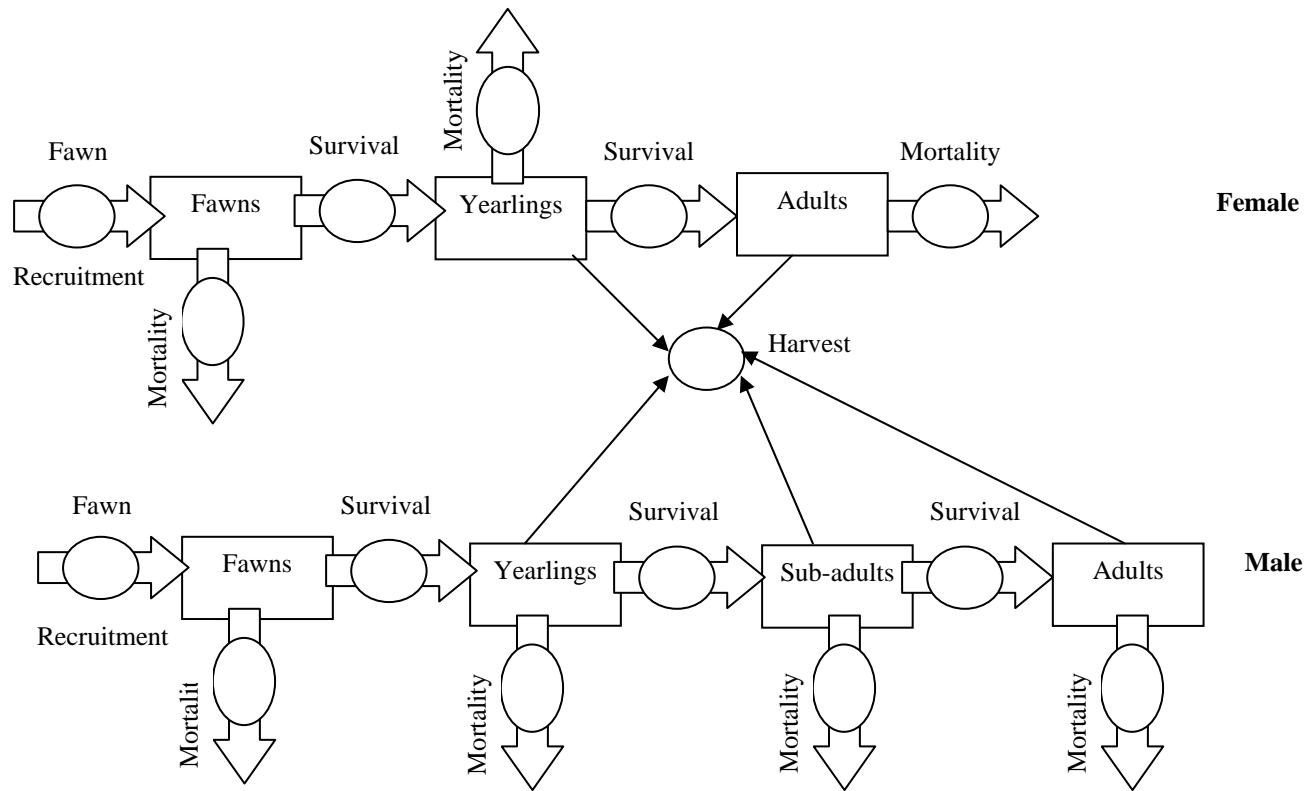 Mortality
Fawn
Survival
Survival
Mortality
Fawns
Yearlings
Adults
Female
Recruitment
Mortality
Harvest
Fawn
Survival
Survival
Survival
Fawns
Yearlings
Sub-adults
Adults
Male
Recruitment
Mortalit
Mortality
Mortality
Mortality